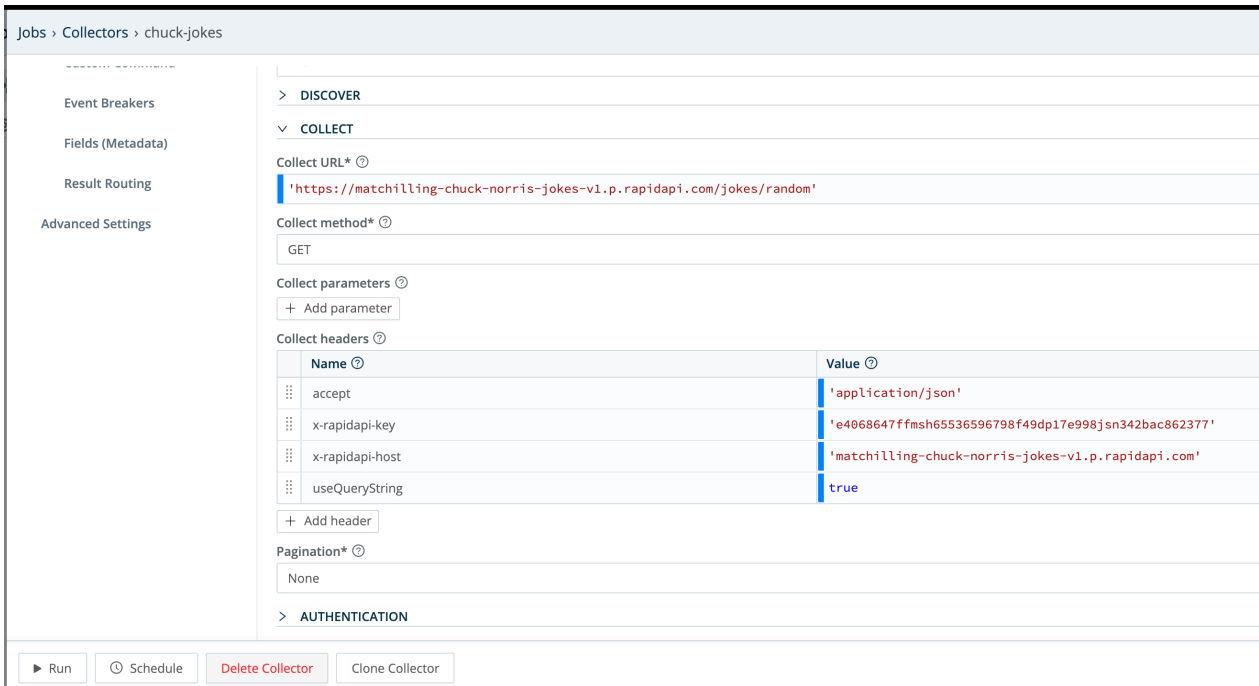 Jobs › Collectors › chuck-jokes
Event Breakers
Fields (Metadata)
Result Routing
Advanced Settings
DISCOVER
COLLECT
Collect URL*
'https://matchilling-chuck-norris-jokes-v1.p.rapidapi.com/jokes/random'
Collect method*
GET
Collect parameters
+ Add parameter
Collect headers
Name Value
accept 'application/json'
x-rapidapi-key 'e4068647ffmsh65536596798f49dp17e998jsn342bac862377'
x-rapidapi-host 'matchilling-chuck-norris-jokes-v1.p.rapidapi.com'
useQueryString true
+ Add header
Pagination*
None
AUTHENTICATION
Run Schedule Delete Collector Clone Collector